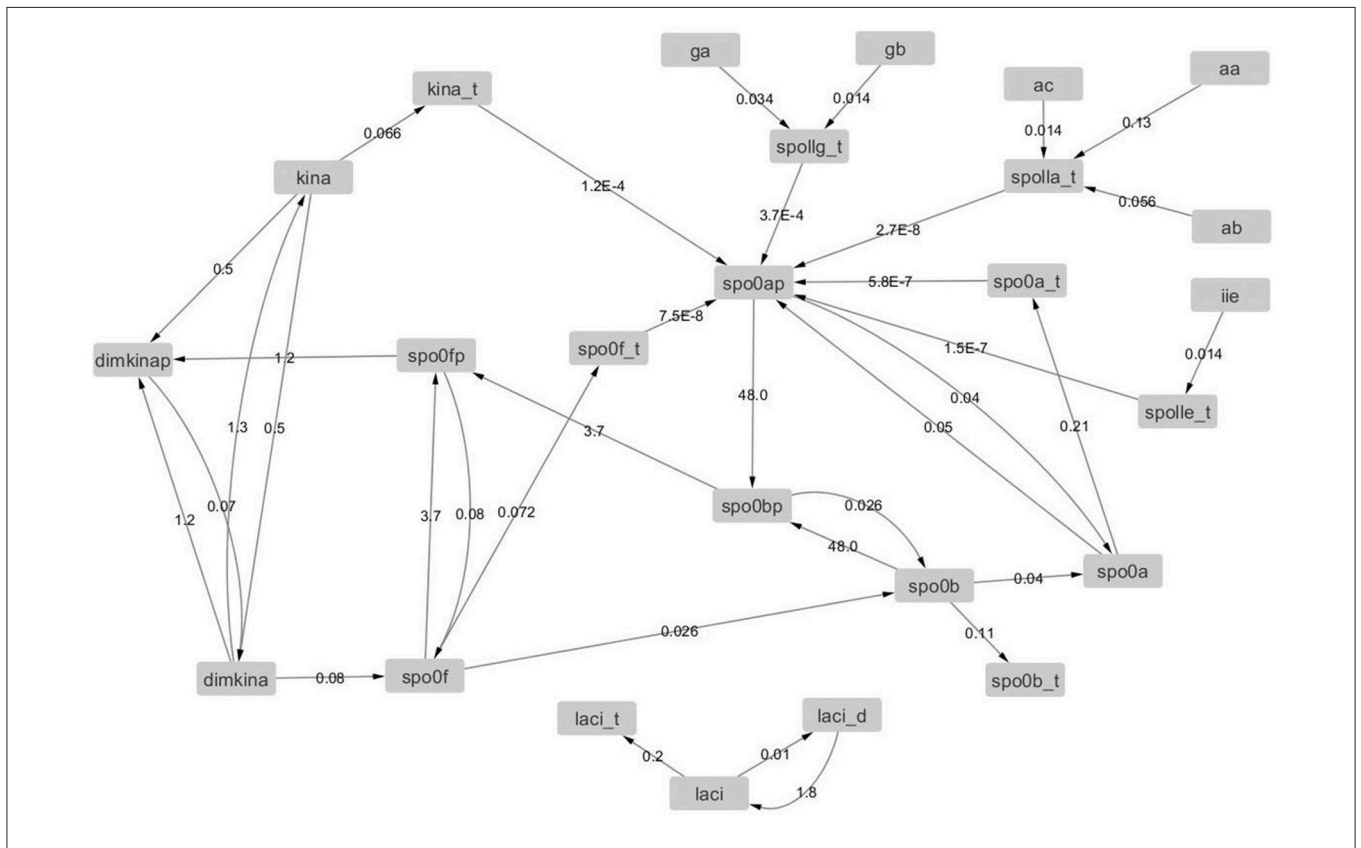 ga
gb
aa
ac
kina_t
0.034
0.014
0.014
0.13
0.066
spollg_t
spolla_t
kina
1.2E-4
0.056
3.7E-4
2.7E-8
ab
0.5
spo0ap
5.8E-7
spo0a_t
iie
7.5E-8
dimkinap
1.2
spo0fp
spo0f_t
1.5E-7
0.014
48.0
0.04
spolle_t
1.3
0.5
3.7
0.05
0.21
1.2
0.07
3.7
0.08
0.072
spo0bp
0.026
48.0
spo0b
0.04
spo0a
0.026
0.11
dimkina
0.08
spo0f
spo0b_t
laci_t
laci_d
0.2
0.01
laci
1.8